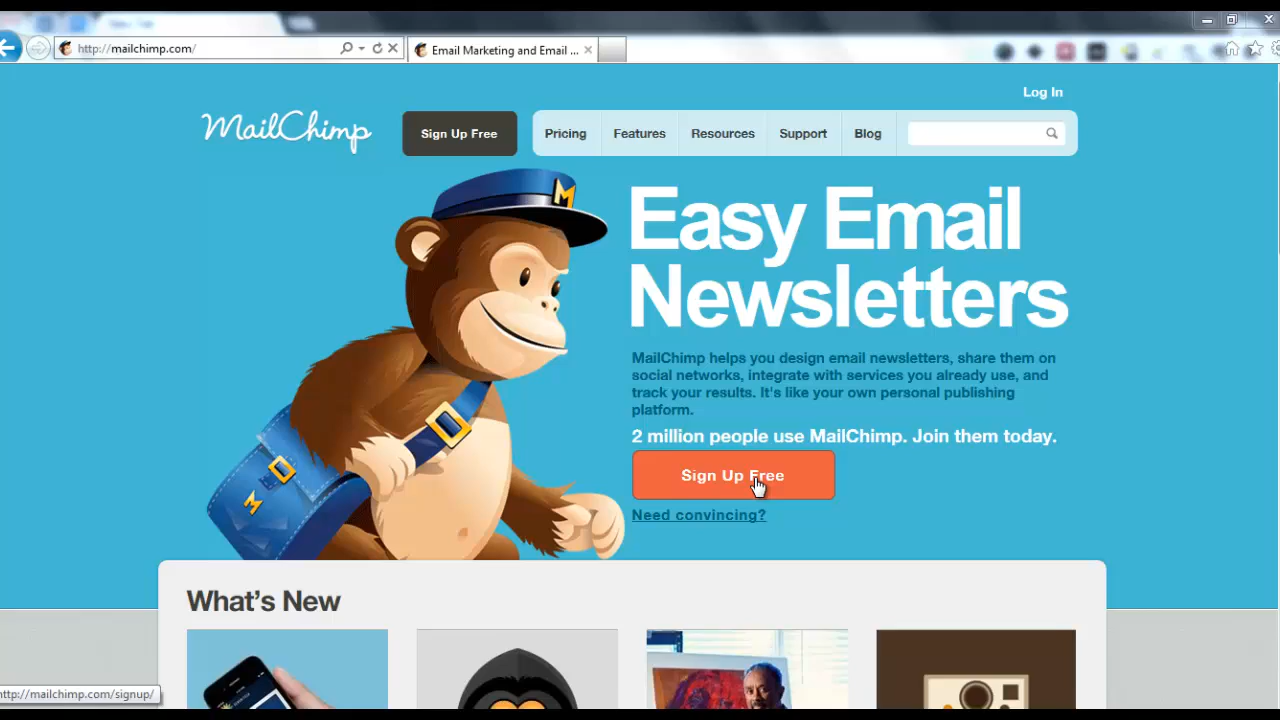 http://mailchimp.com/
Email Marketing and Email ...
Log In
MailChimp
Sign Up Free
Pricing
Features
Resources
Support
Blog
M
Easy Email
Newsletters
MailChimp helps you design email newsletters, share them on
social networks, integrate with services you already use, and
track your results. It's like your own personal publishing
platform.
2 million people use MailChimp. Join them today.
Sign Up Free
M
Need convincing?
What's New
http://mailchimp.com/signup/